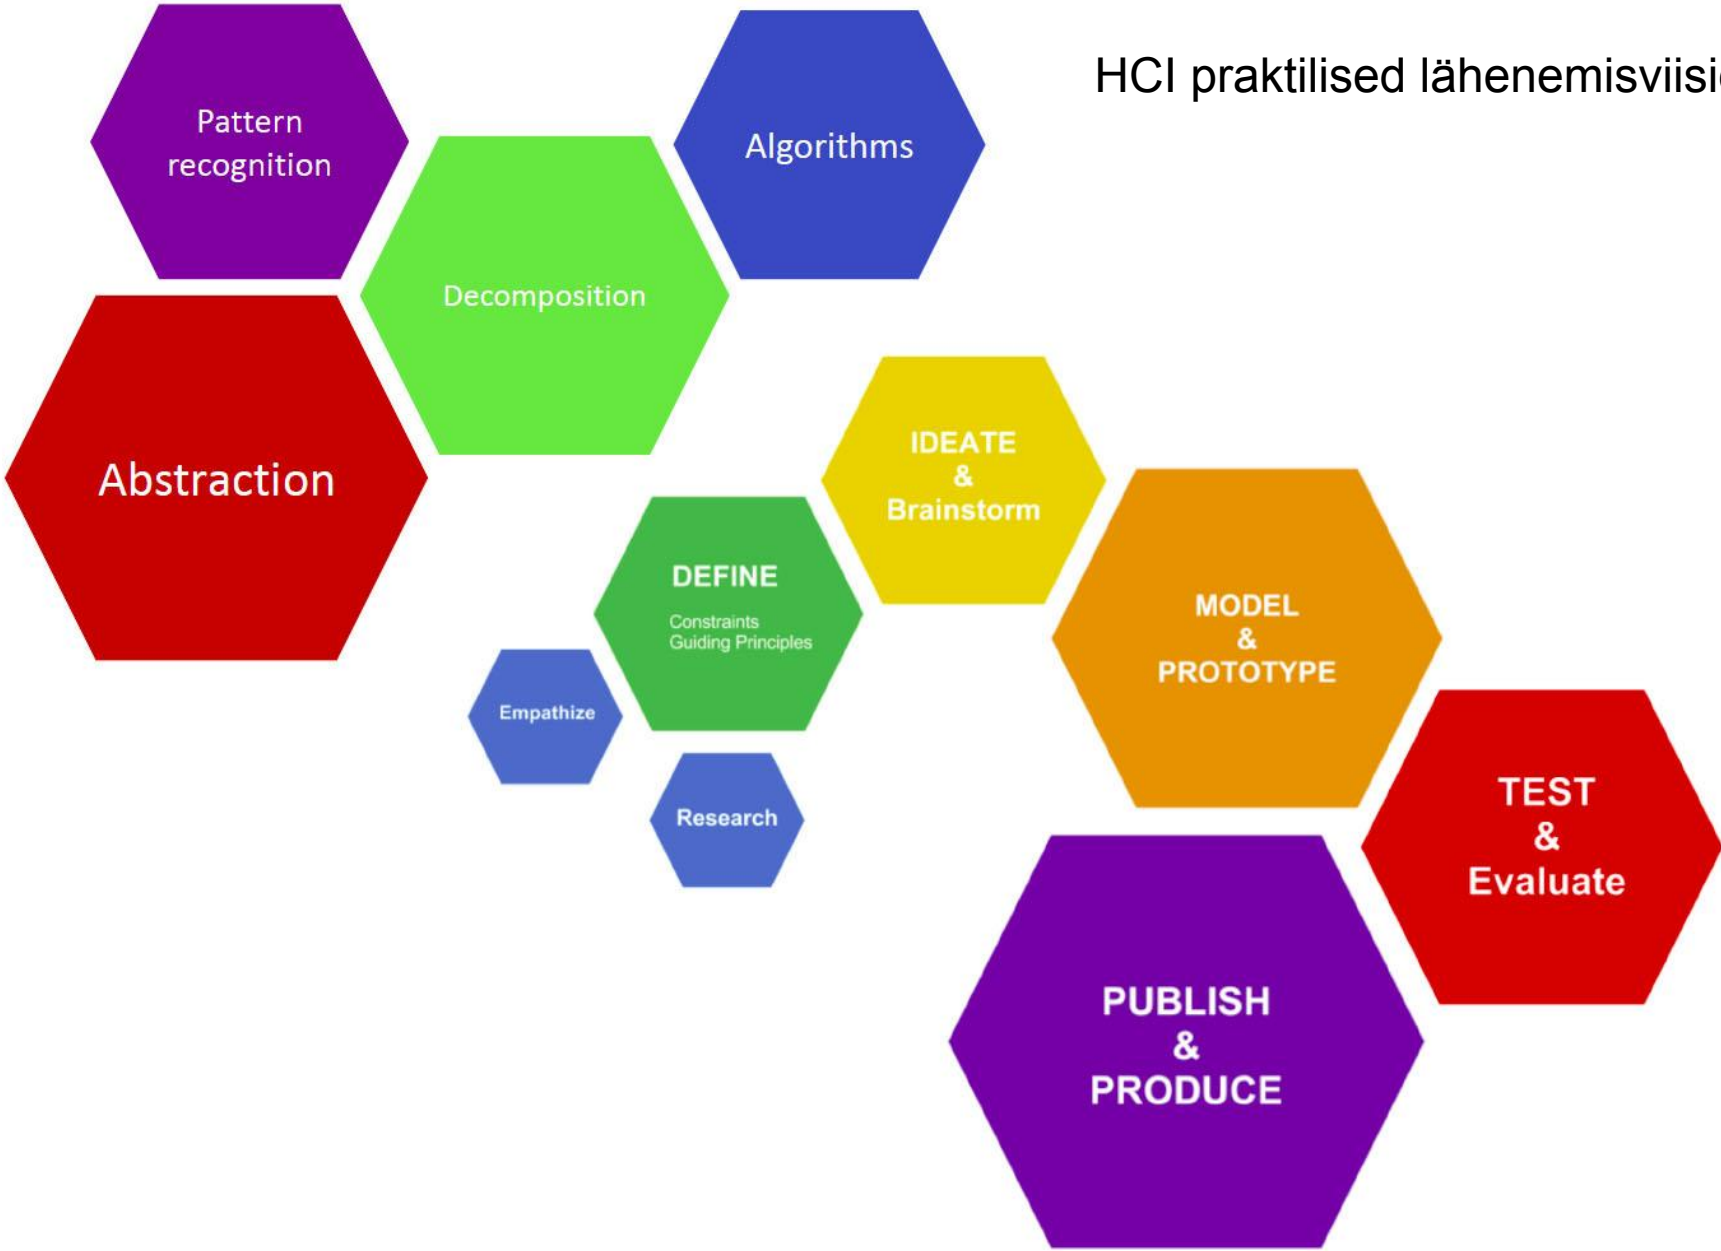 HCI praktilised lähenemisviisi
Pattern
recognition
Algorithms
Decomposition
Abstraction
IDEATE
&
Brainstorm
DEFINE
Constraints
Guiding Principles
MODEL
&
PROTOTYPE
Empathize
Research
TEST
&
Evaluate
PUBLISH
&
PRODUCE